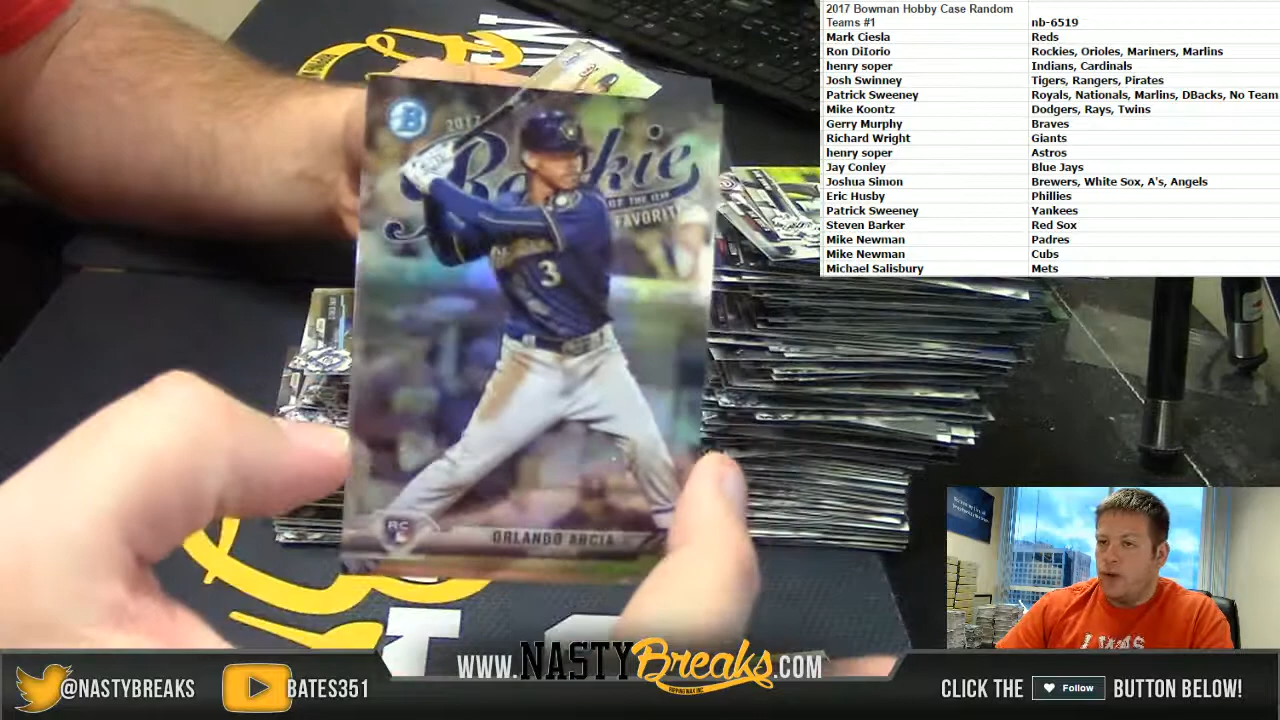 2017 Bowman Hobby Case Random
Teams #1 nb-6519
Mark Ciesla Reds
Ron DiIorio Rockies, Orioles, Mariners, Marlins
henry soper Indians, Cardinals
Josh Swinney Tigers, Rangers, Pirates
Patrick Sweeney Royals, Nationals, Marlins, DBacks, No Team
Mike Koontz Dodgers, Rays, Twins
Gerry Murphy Braves
Richard Wright Giants
henry soper Astros
Jay Conley Blue Jays
Joshua Simon Brewers, White Sox, A's, Angels
Eric Husby Phillies
Patrick Sweeney Yankees
Steven Barker Red Sox
Mike Newman Padres
Mike Newman Cubs
Michael Salisbury Mets
B
2017
Rookie
OF THE YEAR
FAVORIT
3
RC
ORLANDO ARCIA
@NASTYBREAKS
BATES351
WWW.NASTYBreaks.COM
CLICK THE Follow BUTTON BELOW!